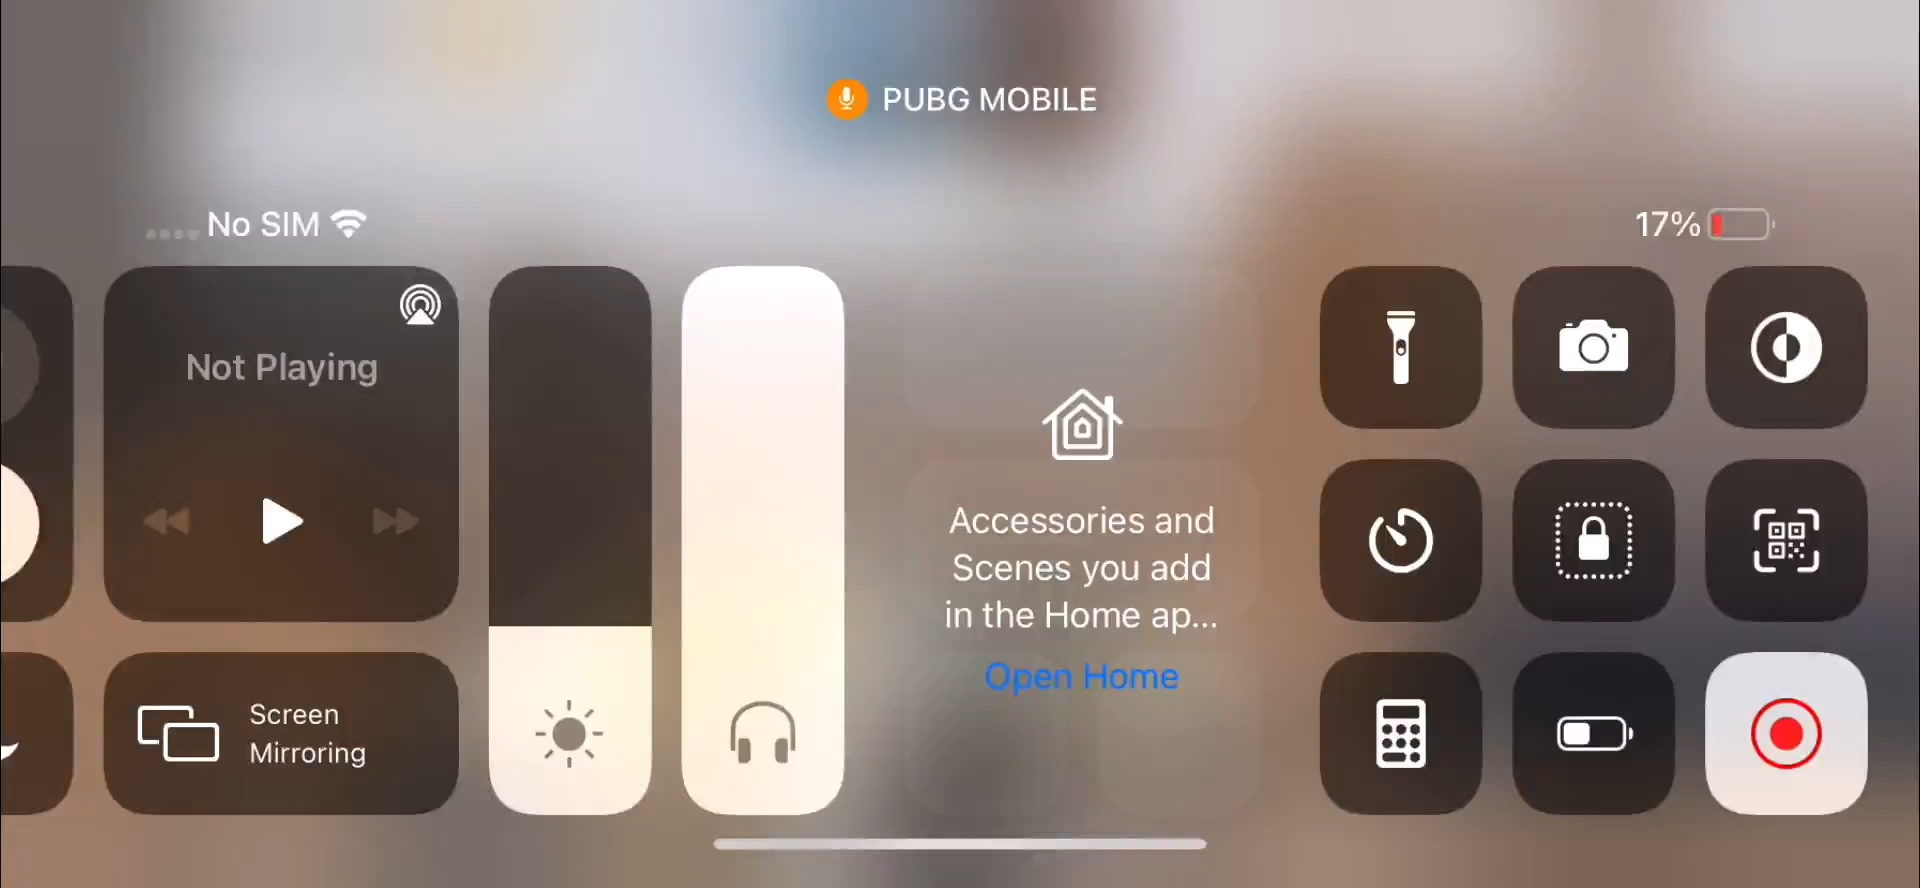 PUBG MOBILE
No SIM
17%
Not Playing
Screen
Mirroring
Accessories and
Scenes you add
in the Home ap...
Open Home